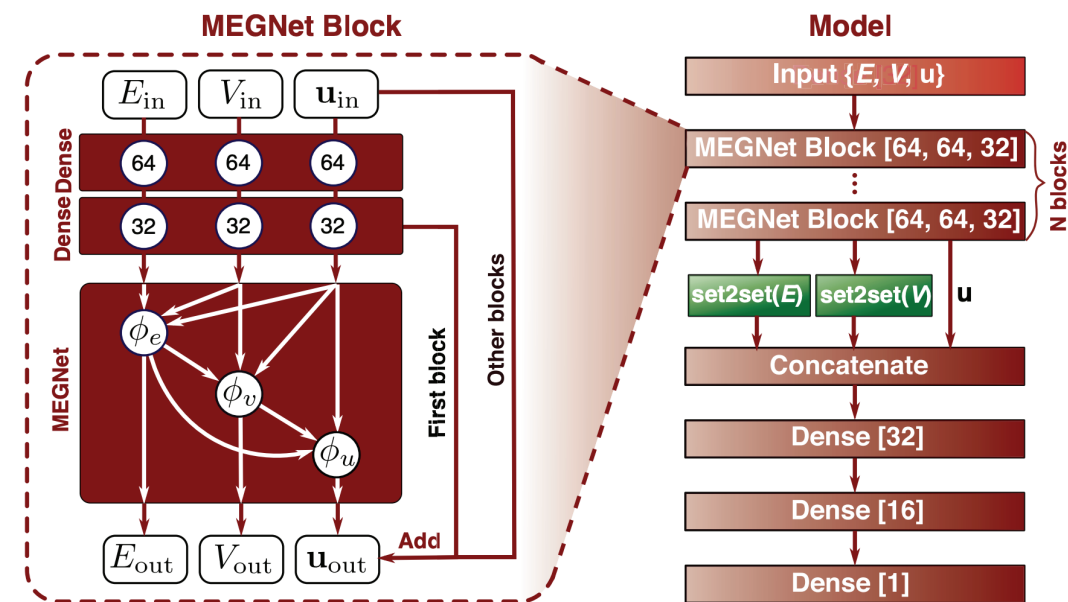 MEGNet Block
E_in
V_in
u_in
Dense
64
64
64
Dense
32
32
32
MEGNet
ϕ_e
ϕ_v
ϕ_u
First block
Other blocks
Add
E_out
V_out
u_out
Model
Input {E, V, u}
MEGNet Block [64, 64, 32]
⋮
MEGNet Block [64, 64, 32]
N blocks
set2set(E)
set2set(V)
u
Concatenate
Dense [32]
Dense [16]
Dense [1]